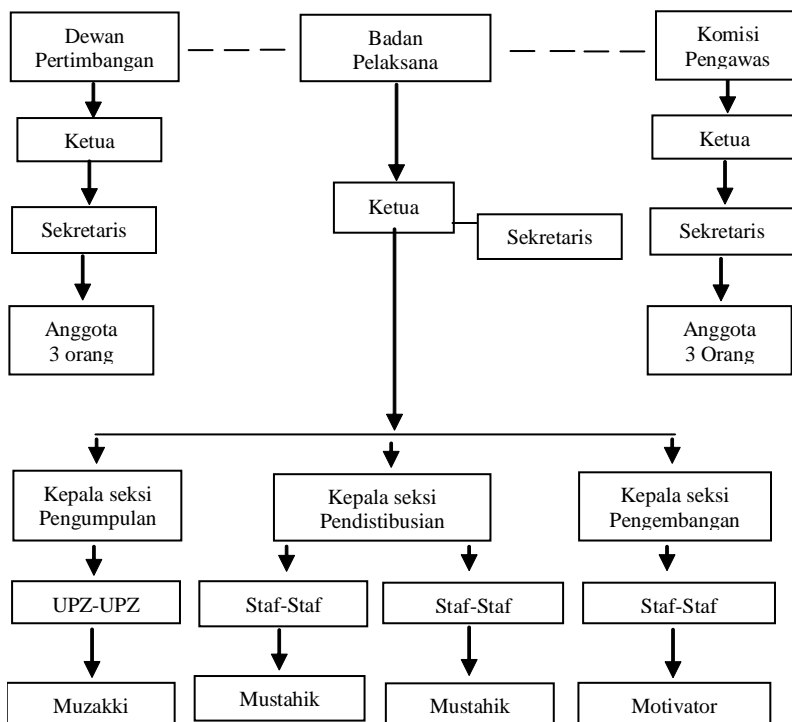 Dewan
Pertimbangan
Badan
Pelaksana
Komisi
Pengawas
Ketua
Ketua
Ketua
Sekretaris
Sekretaris
Sekretaris
Anggota
3 orang
Anggota
3 Orang
Kepala seksi
Pengumpulan
Kepala seksi
Pendistibusian
Kepala seksi
Pengembangan
UPZ-UPZ
Staf-Staf
Staf-Staf
Staf-Staf
Muzakki
Mustahik
Mustahik
Motivator